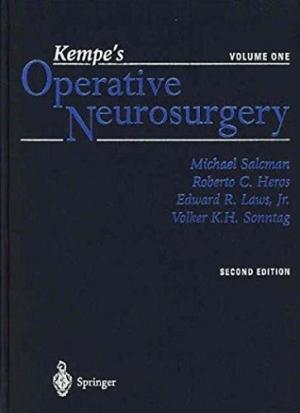 Kempe's
VOLUME ONE
Operative
Neurosurgery
Michael Salcman
Roberto C. Heros
Edward R. Laws, Jr.
Volker K.H. Sonntag
SECOND EDITION
Springer